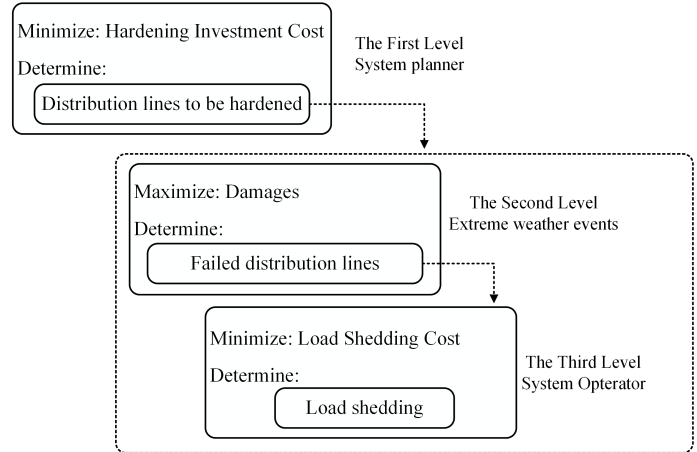 Minimize: Hardening Investment Cost
Determine:
Distribution lines to be hardened
The First Level
System planner
Maximize: Damages
Determine:
Failed distribution lines
The Second Level
Extreme weather events
Minimize: Load Shedding Cost
Determine:
Load shedding
The Third Level
System Opterator